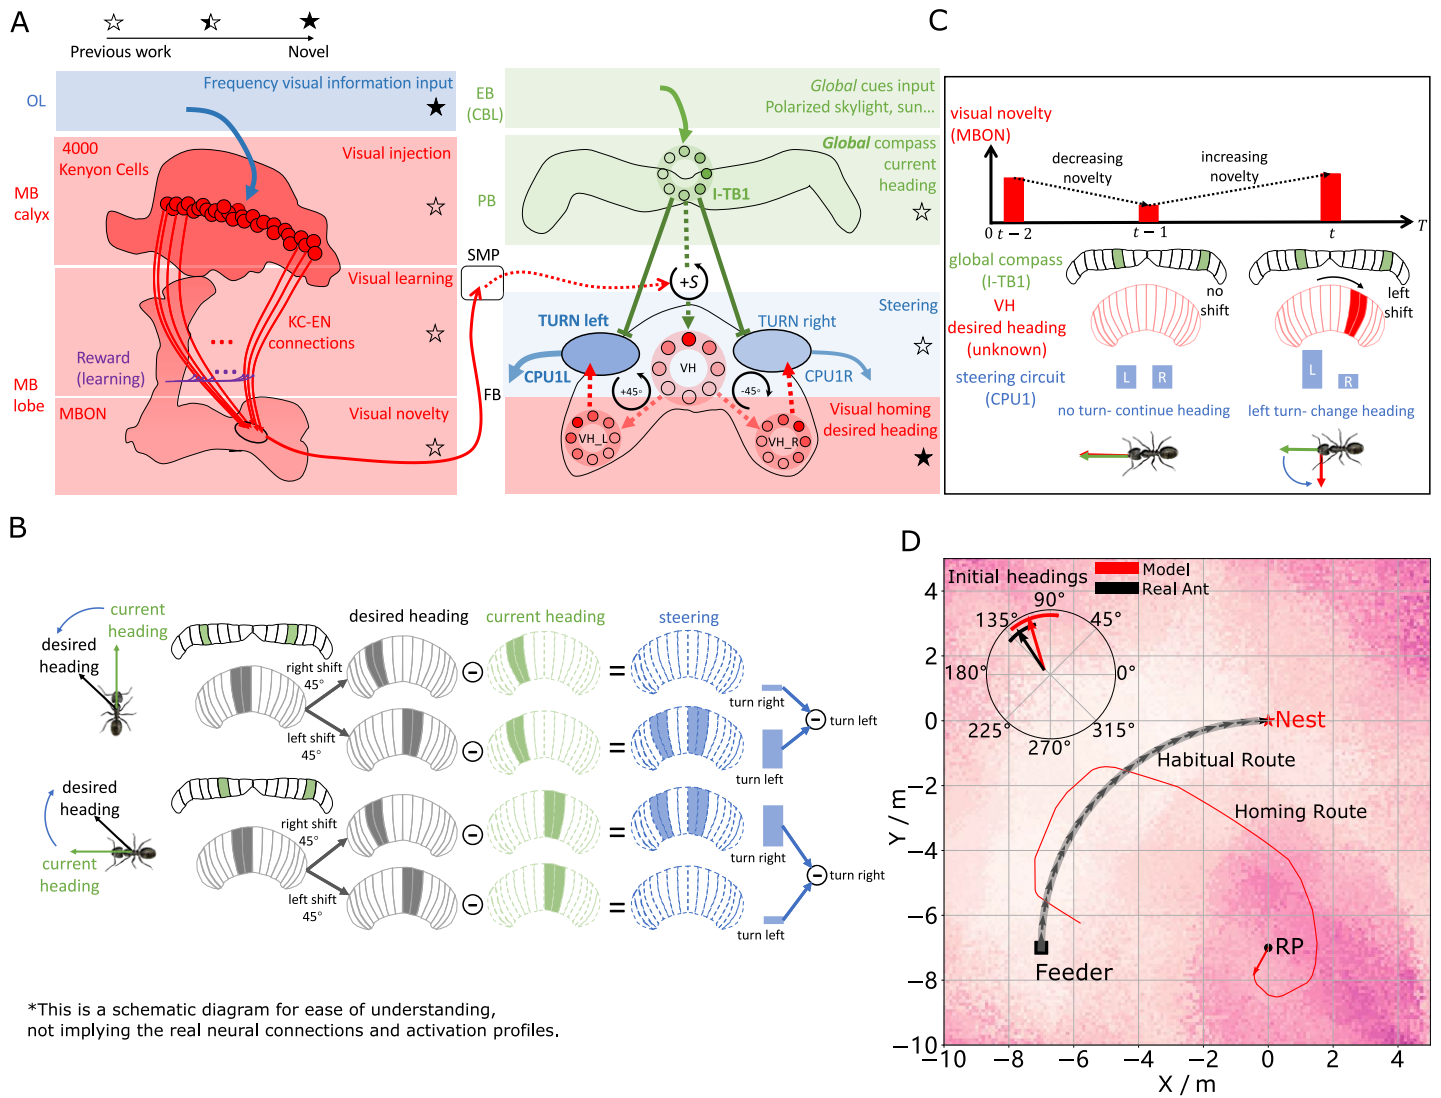 A
Previous work
Novel
OL
Frequency visual information input
4000
Kenyon Cells
Visual injection
MB
calyx
Visual learning
KC-EN
connections
Reward
(learning)
MB
lobe
MBON
Visual novelty
SMP
EB
(CBL)
Global cues input
Polarized skylight, sun...
Global compass
current
heading
PB
I-TB1
+S
Steering
TURN left
TURN right
CPU1L
CPU1R
VH
FB
+45°
-45°
VH_L
VH_R
Visual homing
desired heading
C
visual novelty
(MBON)
decreasing
novelty
increasing
novelty
0
t − 2
t − 1
t
T
global compass
(I-TB1)
no
shift
left
shift
VH
desired heading
(unknown)
steering circuit
(CPU1)
L
R
L
R
no turn- continue heading
left turn- change heading
B
current
heading
desired
heading
desired heading
current heading
steering
right shift
45°
left shift
45°
turn right
turn left
turn left
desired
heading
current
heading
right shift
45°
left shift
45°
turn right
turn left
turn right
*This is a schematic diagram for ease of understanding,
not implying the real neural connections and activation profiles.
D
Initial headings
Model
Real Ant
90°
135°
45°
180°
0°
225°
315°
270°
Nest
Habitual Route
Homing Route
RP
Feeder
4
2
0
−2
−4
−6
−8
−10
Y / m
−10
−8
−6
−4
−2
0
2
4
X / m